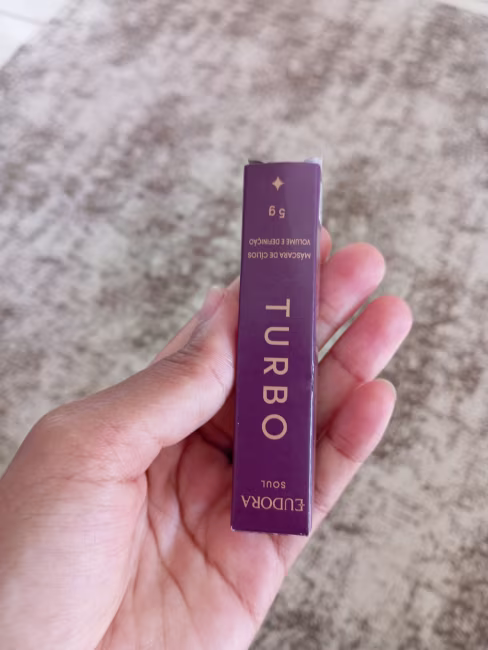 EUDORA
SOUL
TURBO
MÁSCARA DE CÍLIOS
VOLUME E DEFINIÇÃO
5 g